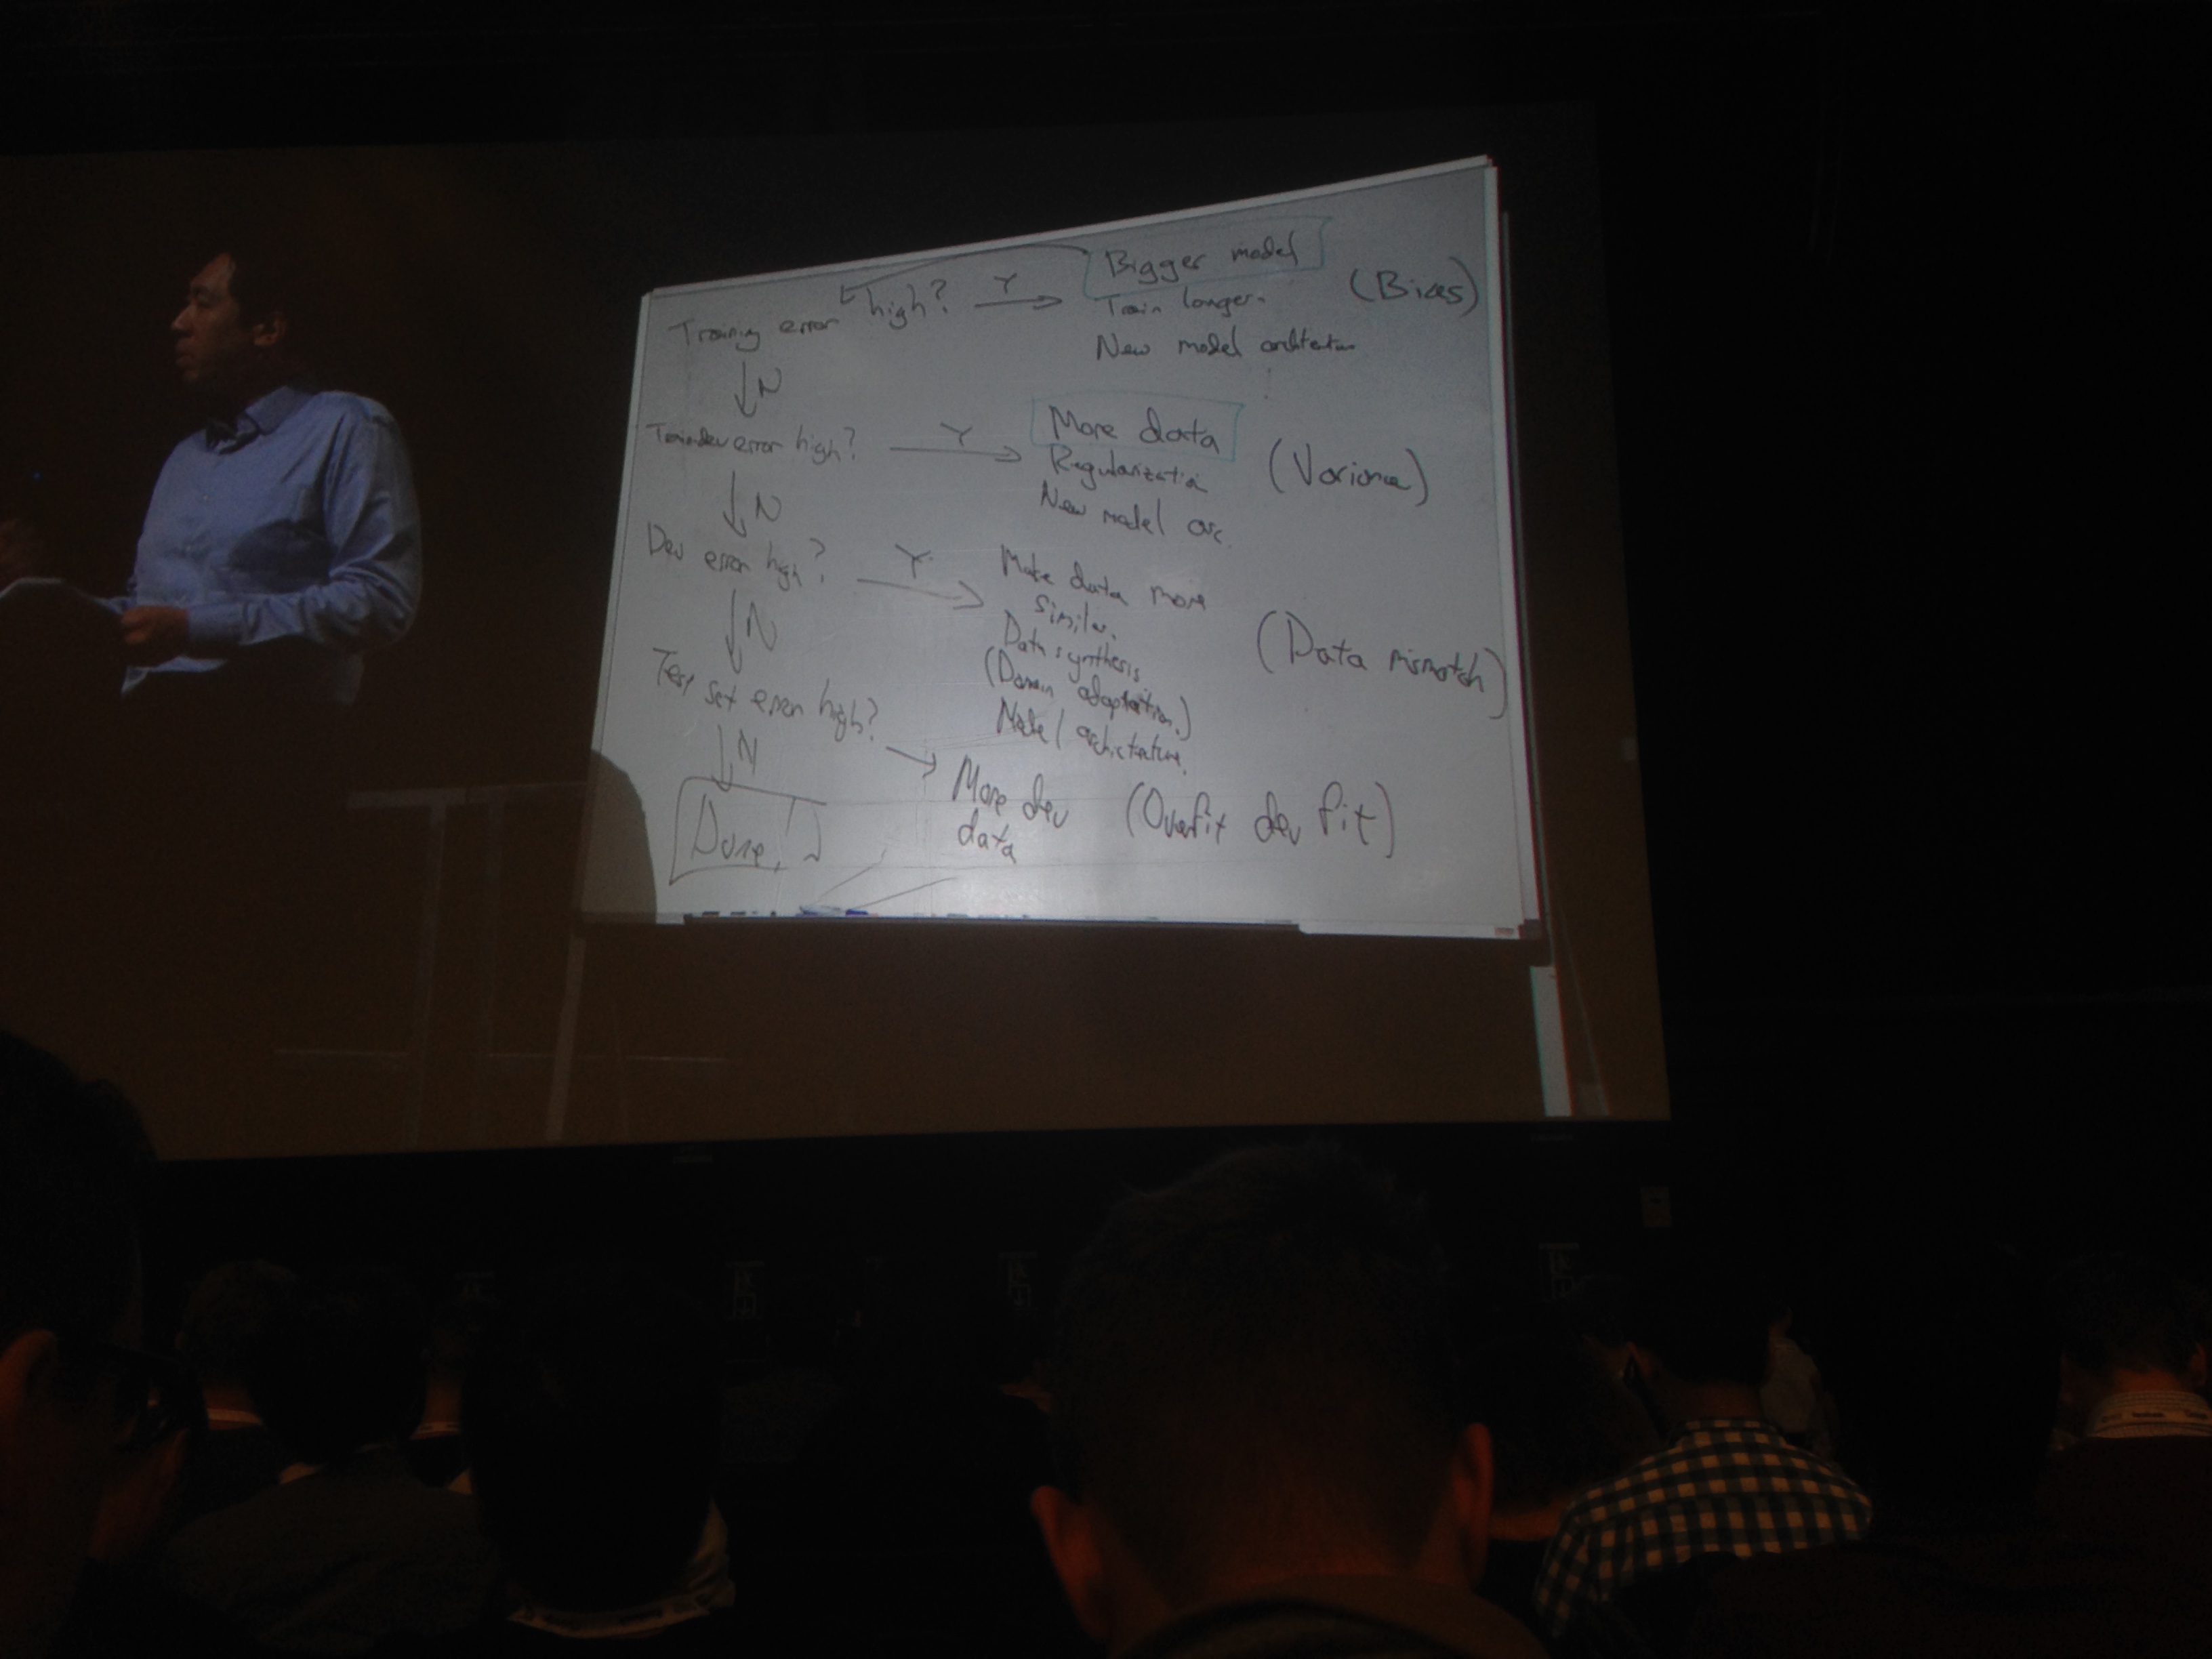 Bigger model
Training error high? Y (Bias)
Train longer.
New model architecture
N
More data
Train-dev error high? Y (Variance)
Regularization
New model arc.
N
Dev error high? Y Make data more
similar.
Data synthesis (Data mismatch)
(Domain adaptation.)
Model architecture.
N
Test set error high?
N
More dev (Overfit dev fit)
data
Done!